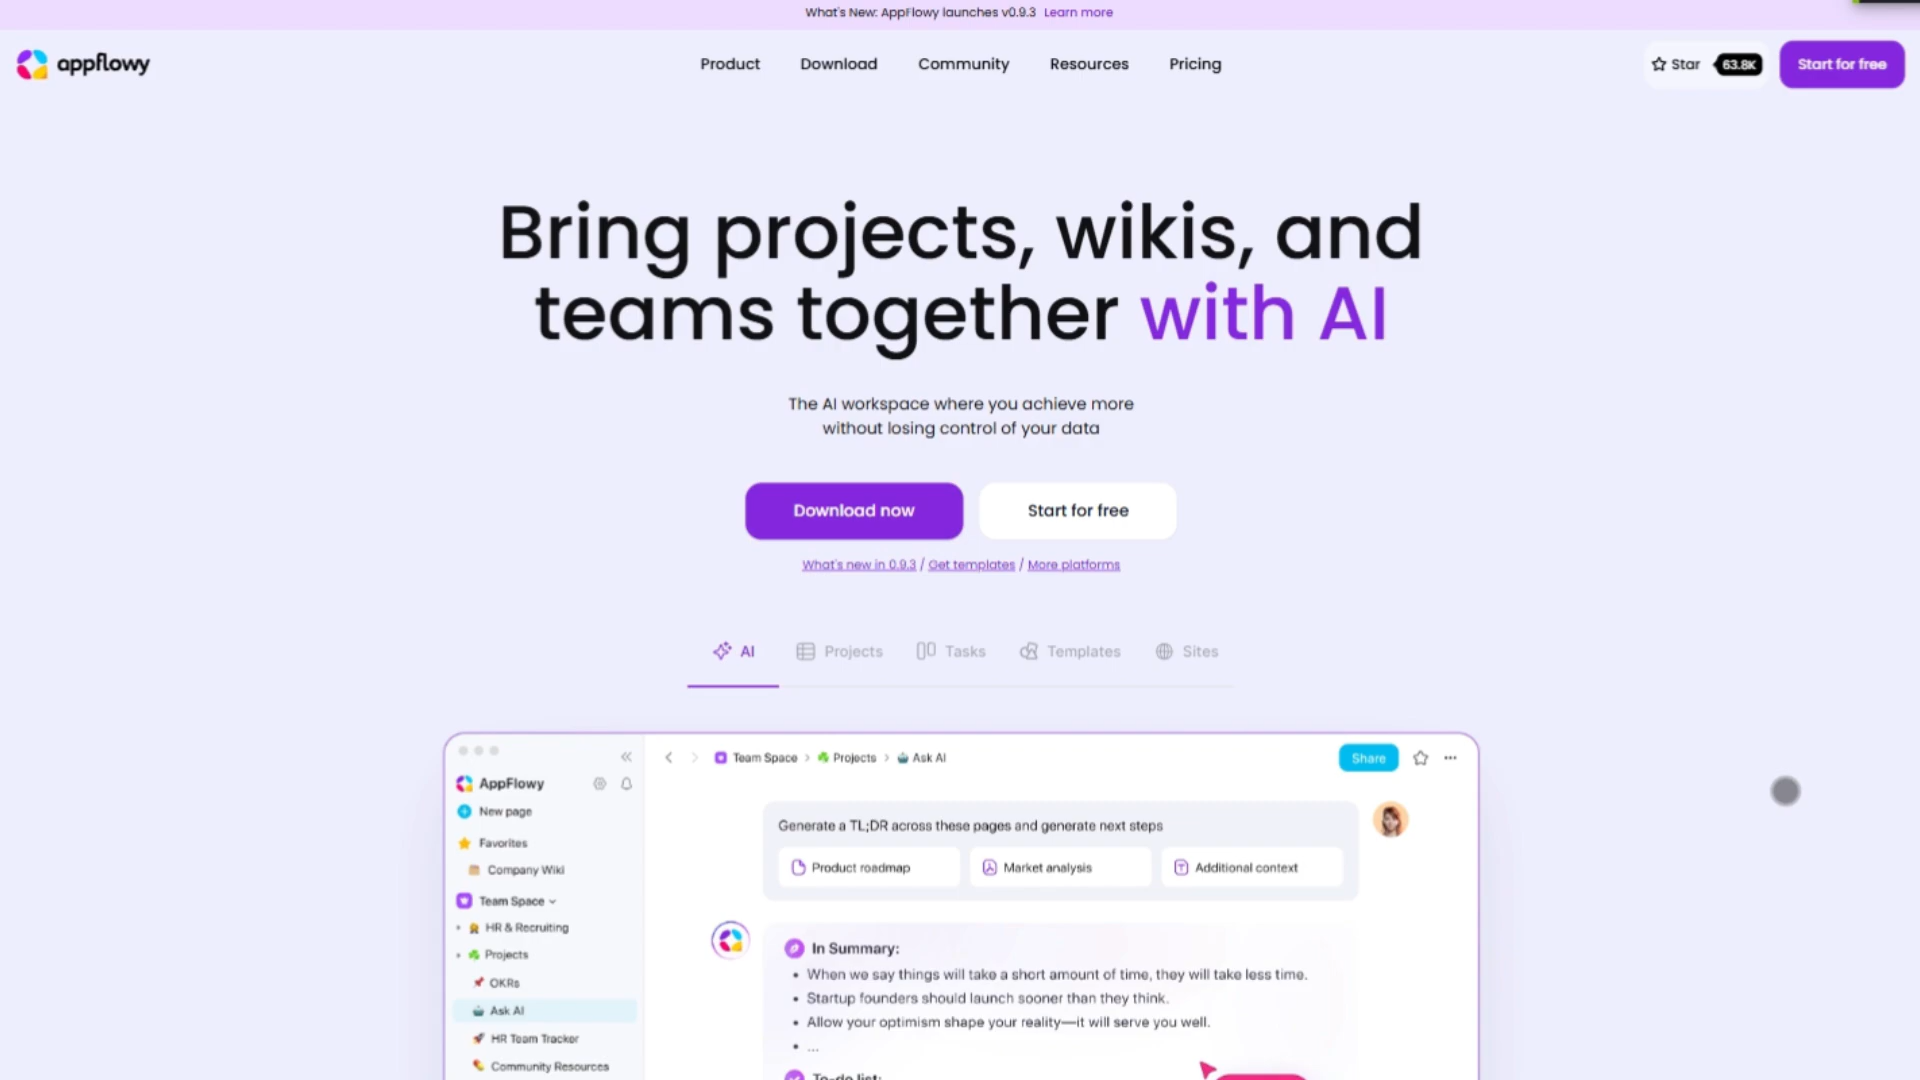 What's New: AppFlowy launches v0.9.3 Learn more
appflowy
Product
Download
Community
Resources
Pricing
Star
63.8K
Start for free
Bring projects, wikis, and
teams together with AI
The AI workspace where you achieve more
without losing control of your data
Download now
Start for free
What's new in 0.9.3 / Get templates / More platforms
AI
Projects
Tasks
Templates
Sites
Team Space > Projects > Ask AI
Share
AppFlowy
New page
Favorites
Company Wiki
Team Space
HR & Recruiting
Projects
OKRs
Ask AI
HR Team Tracker
Community Resources
Generate a TL;DR across these pages and generate next steps
Product roadmap
Market analysis
Additional context
In Summary:
• When we say things will take a short amount of time, they will take less time.
• Startup founders should launch sooner than they think.
• Allow your optimism shape your reality—it will serve you well.
• ...
To-do list: